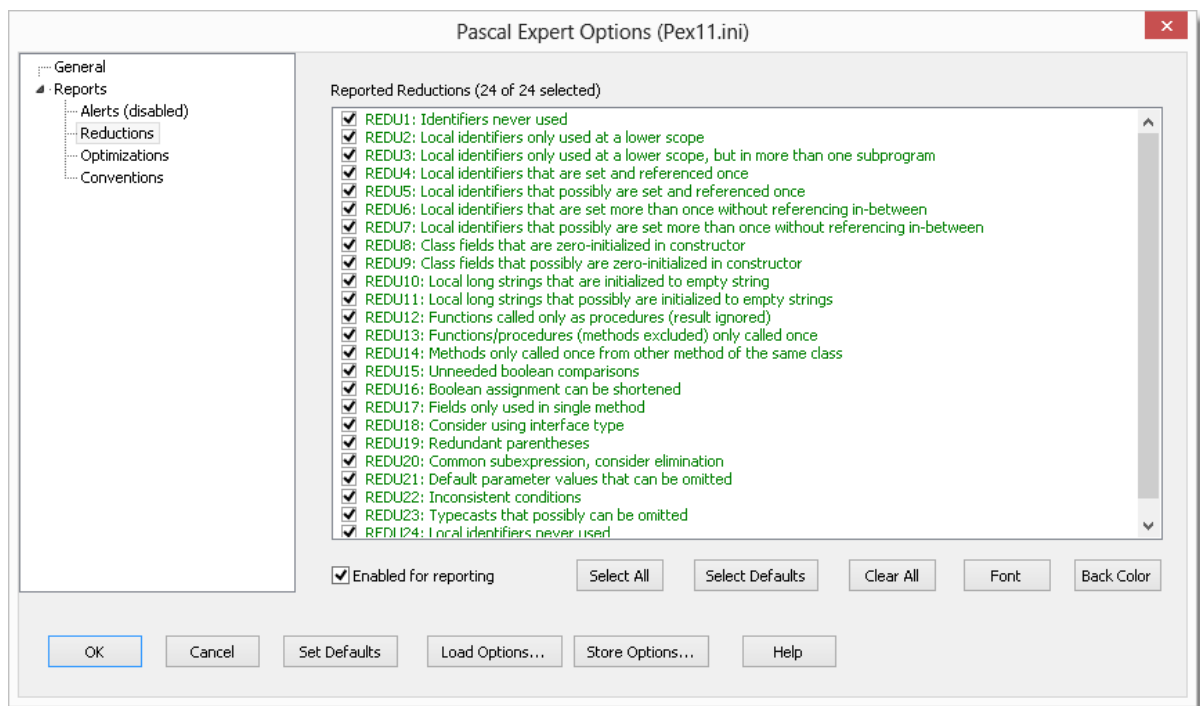 Pascal Expert Options (Pex11.ini)
General
Reports
Alerts (disabled)
Reductions
Optimizations
Conventions
Reported Reductions (24 of 24 selected)
REDU1: Identifiers never used
REDU2: Local identifiers only used at a lower scope
REDU3: Local identifiers only used at a lower scope, but in more than one subprogram
REDU4: Local identifiers that are set and referenced once
REDU5: Local identifiers that possibly are set and referenced once
REDU6: Local identifiers that are set more than once without referencing in-between
REDU7: Local identifiers that possibly are set more than once without referencing in-between
REDU8: Class fields that are zero-initialized in constructor
REDU9: Class fields that possibly are zero-initialized in constructor
REDU10: Local long strings that are initialized to empty string
REDU11: Local long strings that possibly are initialized to empty strings
REDU12: Functions called only as procedures (result ignored)
REDU13: Functions/procedures (methods excluded) only called once
REDU14: Methods only called once from other method of the same class
REDU15: Unneeded boolean comparisons
REDU16: Boolean assignment can be shortened
REDU17: Fields only used in single method
REDU18: Consider using interface type
REDU19: Redundant parentheses
REDU20: Common subexpression, consider elimination
REDU21: Default parameter values that can be omitted
REDU22: Inconsistent conditions
REDU23: Typecasts that possibly can be omitted
REDU24: Local identifiers never used
Enabled for reporting
Select All
Select Defaults
Clear All
Font
Back Color
OK
Cancel
Set Defaults
Load Options...
Store Options...
Help